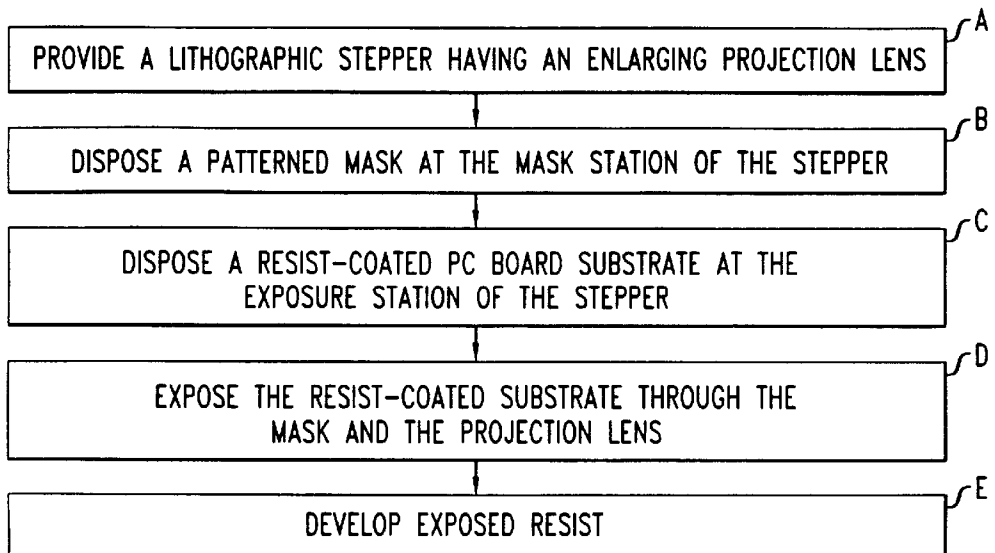 A
PROVIDE A LITHOGRAPHIC STEPPER HAVING AN ENLARGING PROJECTION LENS
B
DISPOSE A PATTERNED MASK AT THE MASK STATION OF THE STEPPER
C
DISPOSE A RESIST-COATED PC BOARD SUBSTRATE AT THE
EXPOSURE STATION OF THE STEPPER
D
EXPOSE THE RESIST-COATED SUBSTRATE THROUGH THE
MASK AND THE PROJECTION LENS
E
DEVELOP EXPOSED RESIST